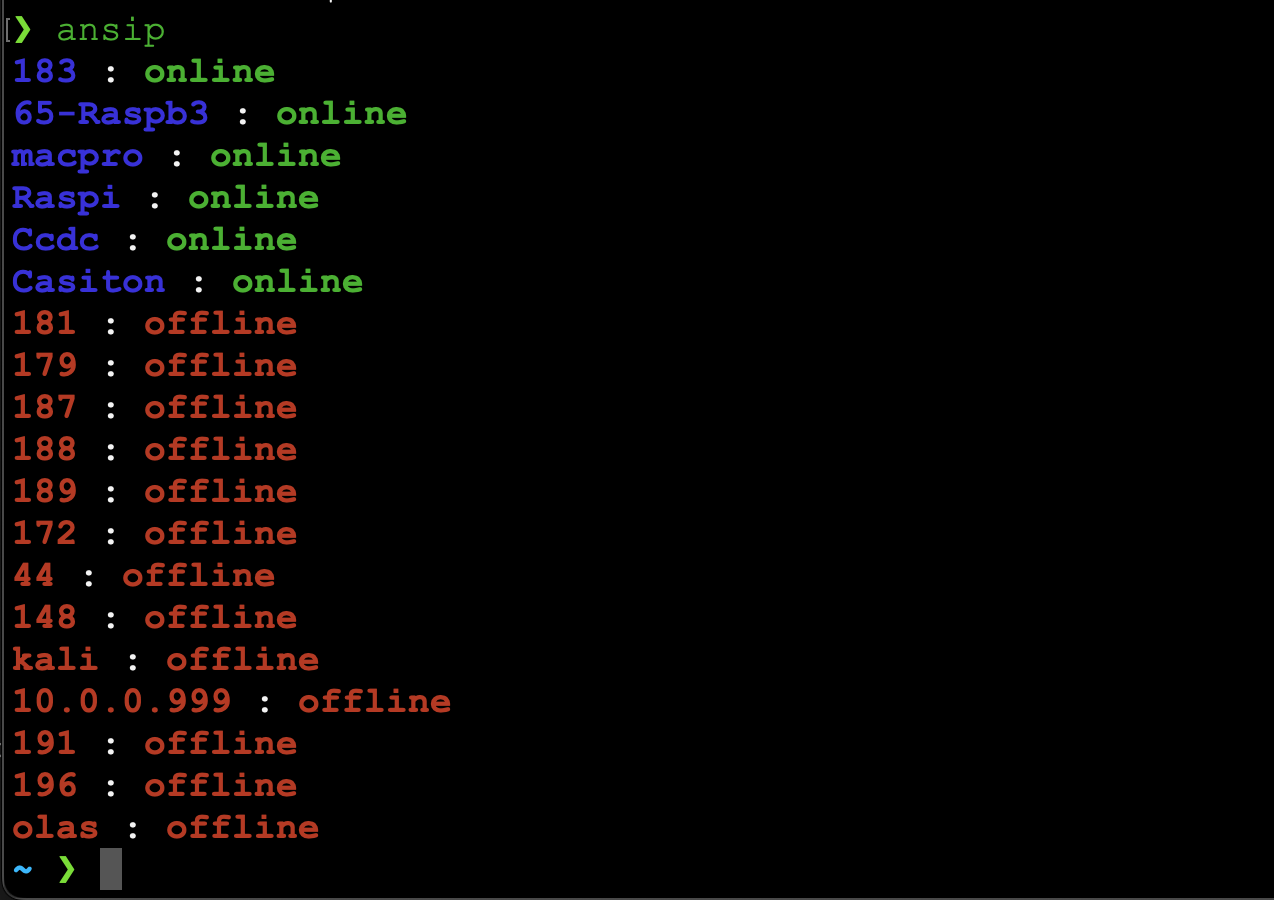 [❯ ansip
183 : online
65-Raspb3 : online
macpro : online
Raspi : online
Ccdc : online
Casiton : online
181 : offline
179 : offline
187 : offline
188 : offline
189 : offline
172 : offline
44 : offline
148 : offline
kali : offline
10.0.0.999 : offline
191 : offline
196 : offline
olas : offline
~ ❯